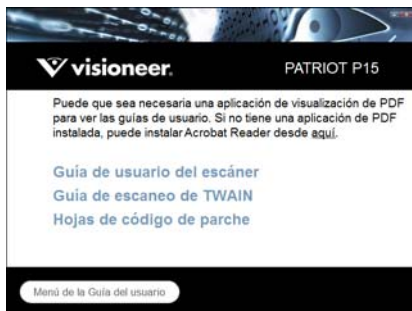 visioneer.
PATRIOT P15
Puede que sea necesaria una aplicación de visualización de PDF
para ver las guías de usuario. Si no tiene una aplicación de PDF
instalada, puede instalar Acrobat Reader desde aquí.
Guía de usuario del escáner
Guía de escaneo de TWAIN
Hojas de código de parche
Menú de la Guía del usuario